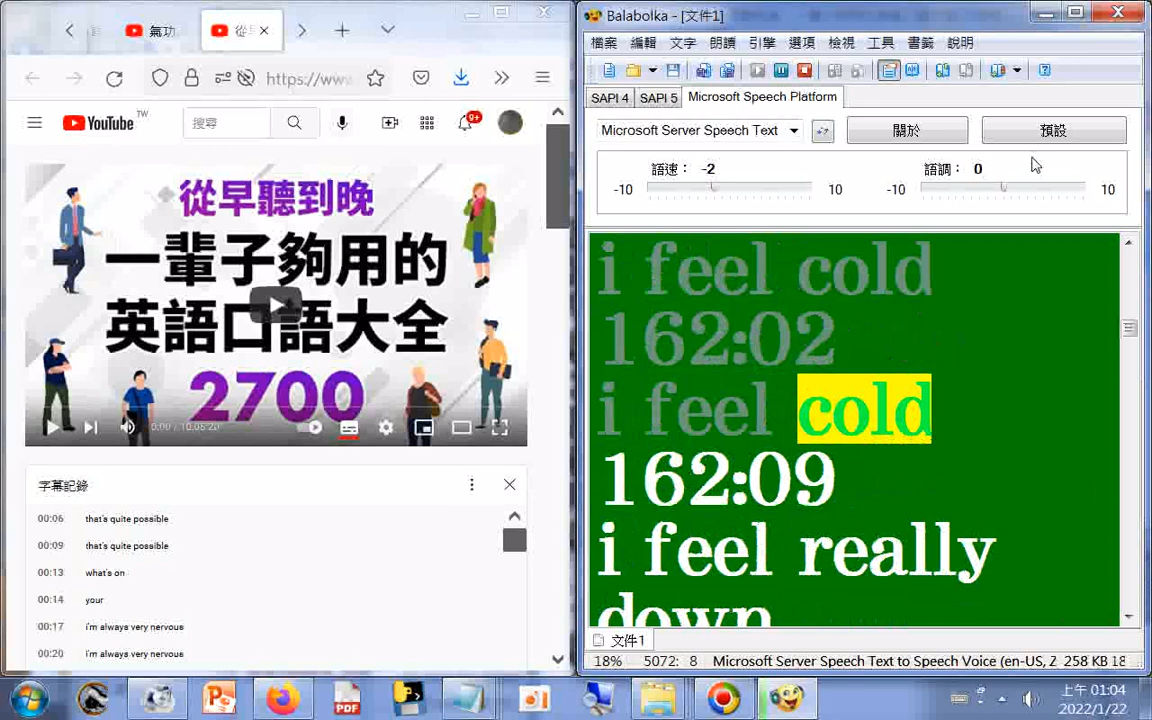 氣功
從
https://www
YouTube TW
搜尋
9+
從早聽到晚
一輩子夠用的
英語口語大全
2700
0:00 / 10:05:20
字幕記錄
00:06 that's quite possible
00:09 that's quite possible
00:13 what's on
00:14 your
00:17 i'm always very nervous
00:20 i'm always very nervous
Balabolka - [文件1]
檔案 編輯 文字 朗讀 引擎 選項 檢視 工具 書籤 說明
SAPI 4 SAPI 5 Microsoft Speech Platform
Microsoft Server Speech Text 關於 預設
語速： -2 語調： 0
-10 10 -10 10
i feel cold
162:02
i feel cold
162:09
i feel really
down
文件1
18% 5072: 8 Microsoft Server Speech Text to Speech Voice (en-US, Z 258 KB 18
PDF
上午 01:04
2022/1/22